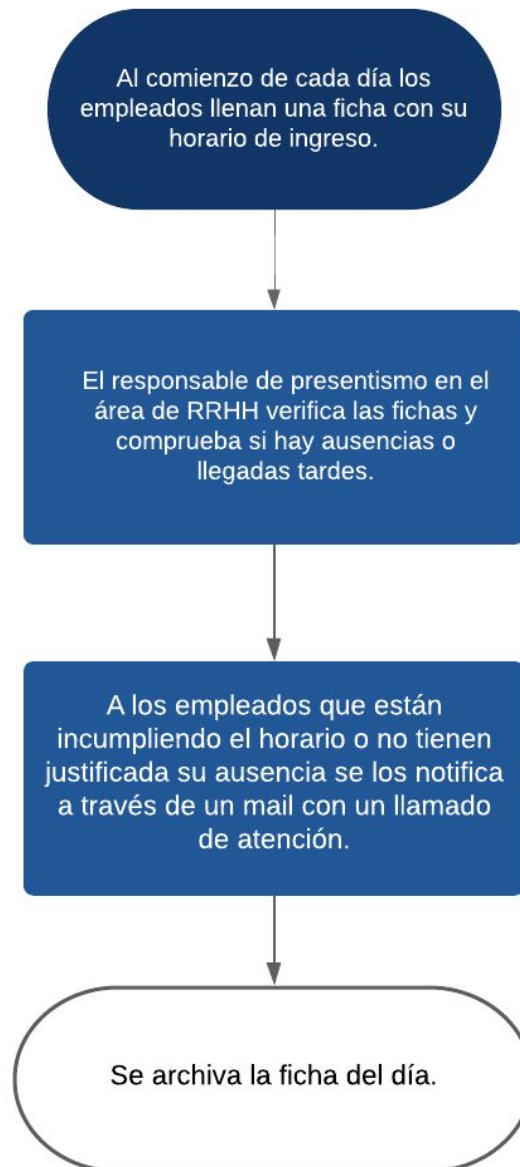 Al comienzo de cada día los
empleados llenan una ficha con su
horario de ingreso.
El responsable de presentismo en el
área de RRHH verifica las fichas y
comprueba si hay ausencias o
llegadas tardes.
A los empleados que están
incumpliendo el horario o no tienen
justificada su ausencia se los notifica
a través de un mail con un llamado
de atención.
Se archiva la ficha del día.